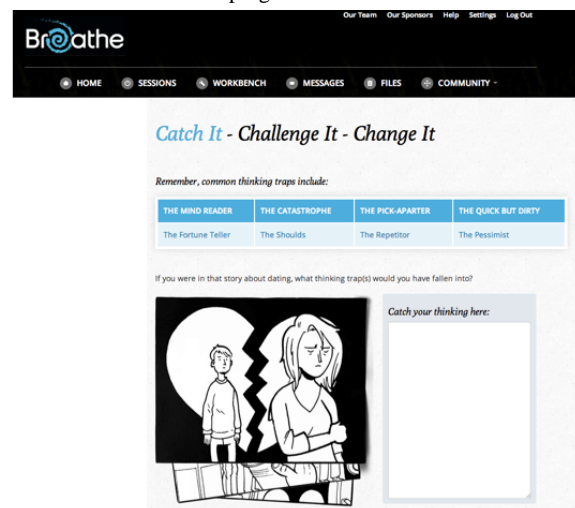 Our Team Our Sponsors Help Settings Log Out
Breathe
HOME SESSIONS WORKBENCH MESSAGES FILES COMMUNITY
Catch It - Challenge It - Change It
Remember, common thinking traps include:
THE MIND READER THE CATASTROPHE THE PICK-APARTER THE QUICK BUT DIRTY
The Fortune Teller The Shoulds The Repetitor The Pessimist
If you were in that story about dating, what thinking trap(s) would you have fallen into?
Catch your thinking here: